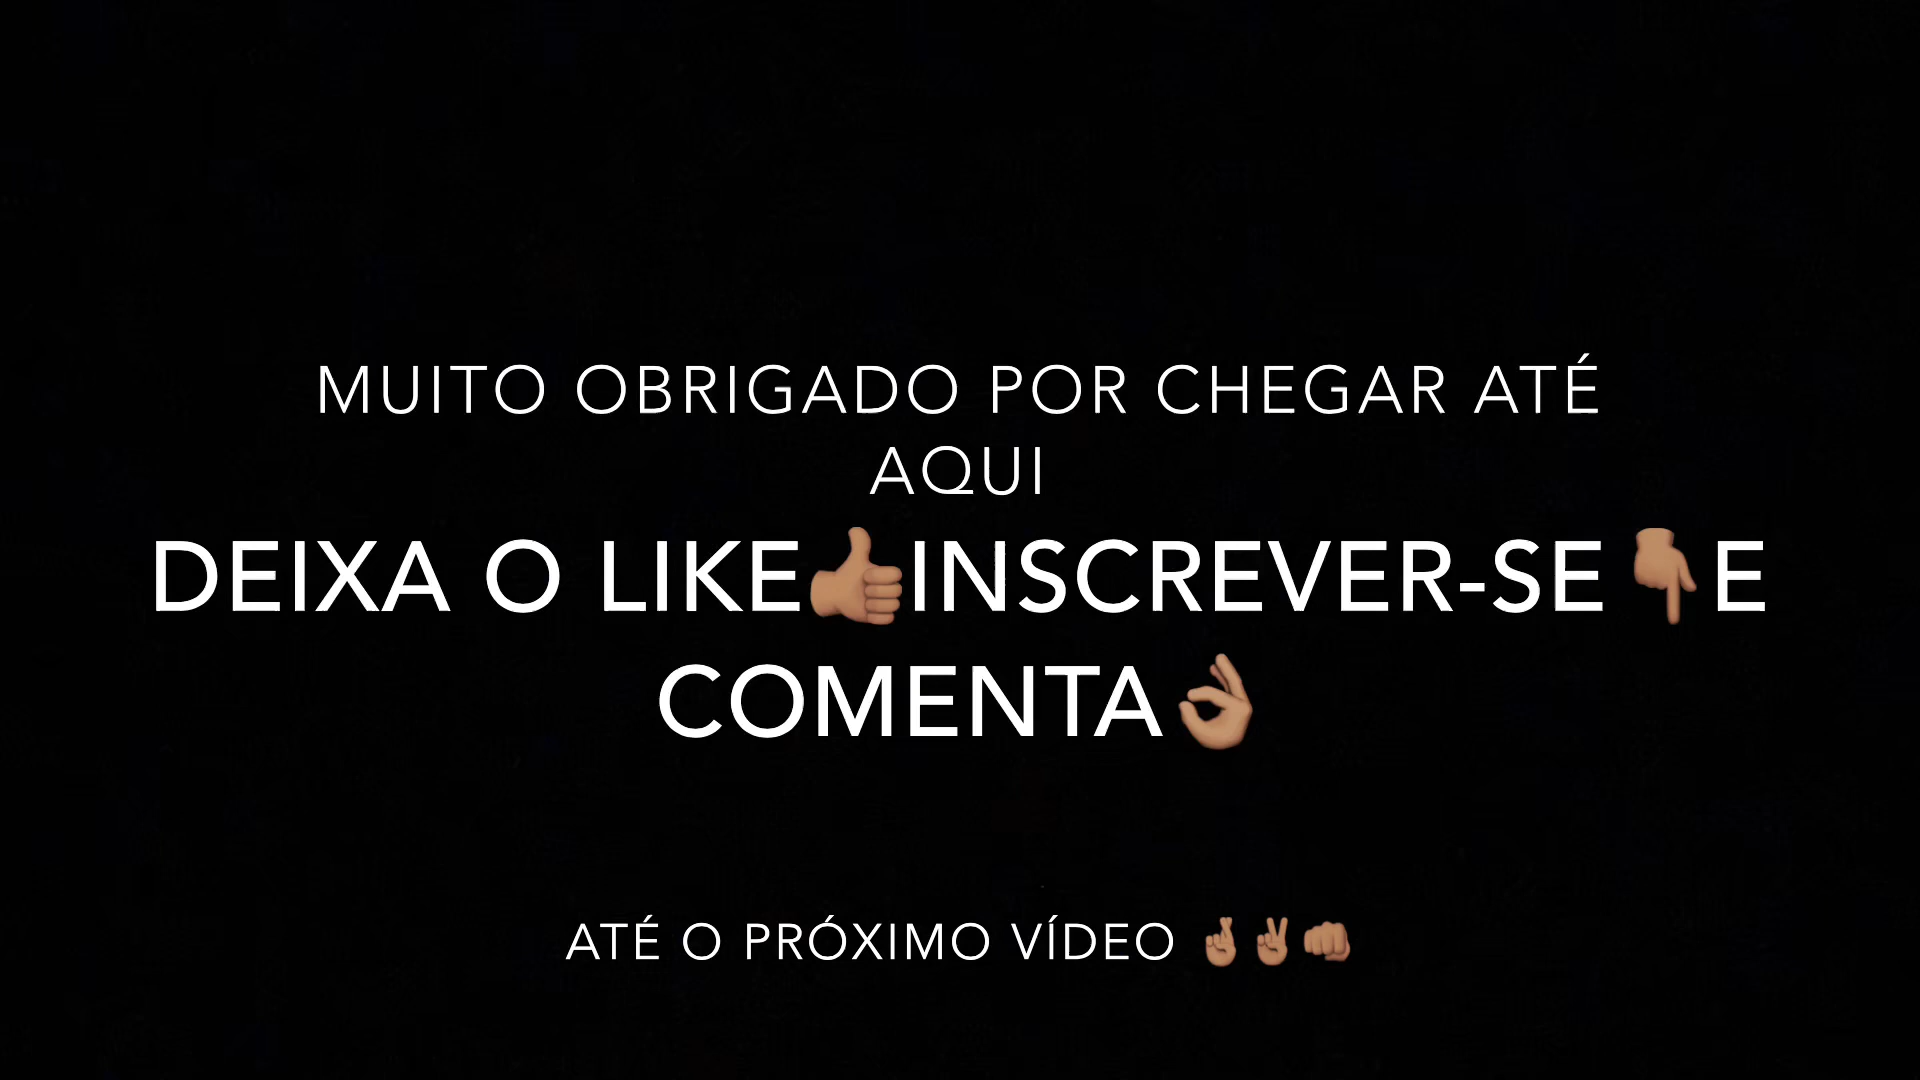 MUITO OBRIGADO POR CHEGAR ATÉ
AQUI
DEIXA O LIKE👍🏽INSCREVER-SE👇🏽E
COMENTA👌🏽
ATÉ O PRÓXIMO VÍDEO 🤞🏽✌🏽👊🏽